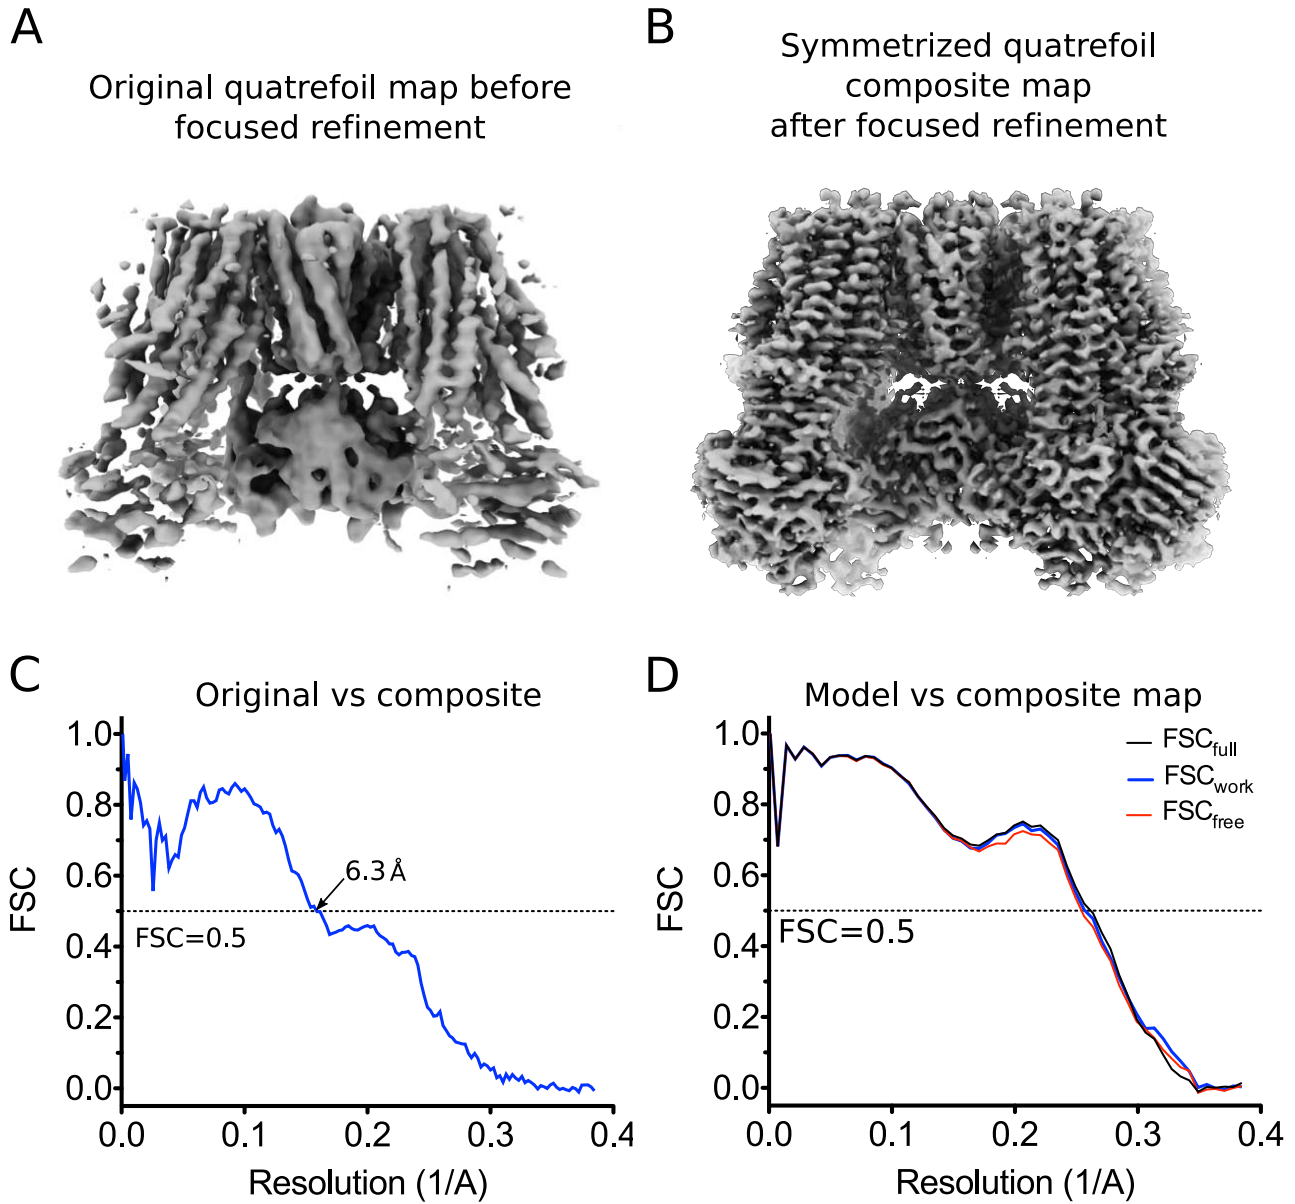 A
Original quatrefoil map before
focused refinement
B
Symmetrized quatrefoil
composite map
after focused refinement
C
Original vs composite
1.0
0.8
0.6
0.4
0.2
0.0
FSC
6.3 Å
FSC=0.5
0.0 0.1 0.2 0.3 0.4
Resolution (1/A)
D
Model vs composite map
1.0
0.8
0.6
0.4
0.2
0.0
FSC
FSCfull
FSCwork
FSCfree
FSC=0.5
0.0 0.1 0.2 0.3 0.4
Resolution (1/A)